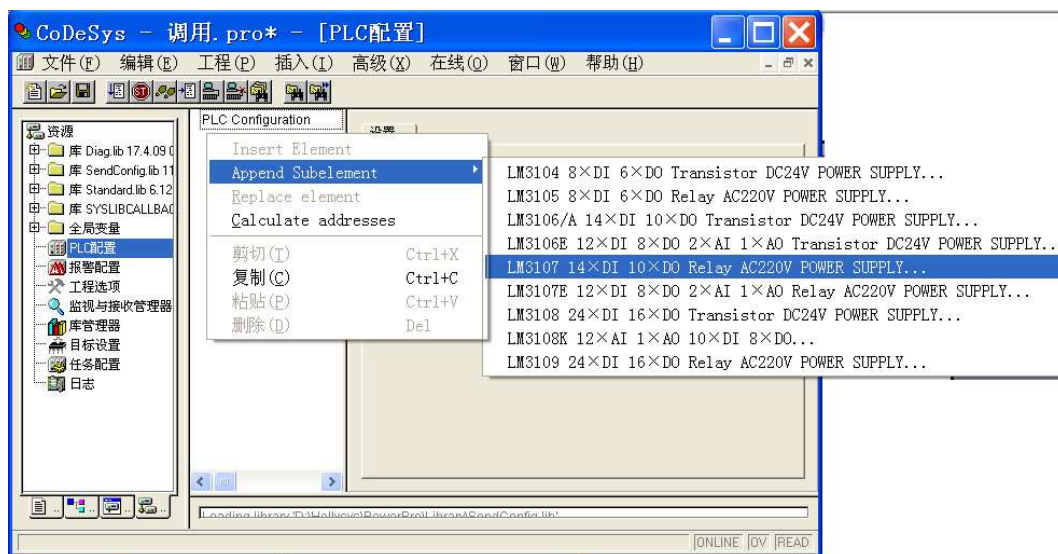 CoDeSys - 调用.pro* - [PLC配置]
文件(F) 编辑(E) 工程(P) 插入(I) 高级(X) 在线(O) 窗口(W) 帮助(H)
资源
库 Diag.lib 17.4.09
库 SendConfig.lib 11
库 Standard.lib 6.12
库 SYSLIBCALLBAC
全局变量
PLC配置
报警配置
工程选项
监视与接收管理器
库管理器
目标设置
任务配置
日志
PLC Configuration
设置
Insert Element
Append Subelement
Replace element
Calculate addresses
剪切(T) Ctrl+X
复制(C) Ctrl+C
粘贴(P) Ctrl+V
删除(D) Del
LM3104 8×DI 6×DO Transistor DC24V POWER SUPPLY...
LM3105 8×DI 6×DO Relay AC220V POWER SUPPLY...
LM3106/A 14×DI 10×DO Transistor DC24V POWER SUPPLY...
LM3106E 12×DI 8×DO 2×AI 1×AO Transistor DC24V POWER SUPPLY..
LM3107 14×DI 10×DO Relay AC220V POWER SUPPLY...
LM3107E 12×DI 8×DO 2×AI 1×AO Relay AC220V POWER SUPPLY...
LM3108 24×DI 16×DO Transistor DC24V POWER SUPPLY...
LM3108K 12×AI 1×AO 10×DI 8×DO...
LM3109 24×DI 16×DO Relay AC220V POWER SUPPLY...
Loading library 'D:\Hollysys\PowerPro\Library\SendConfig.lib'
ONLINE OV READ